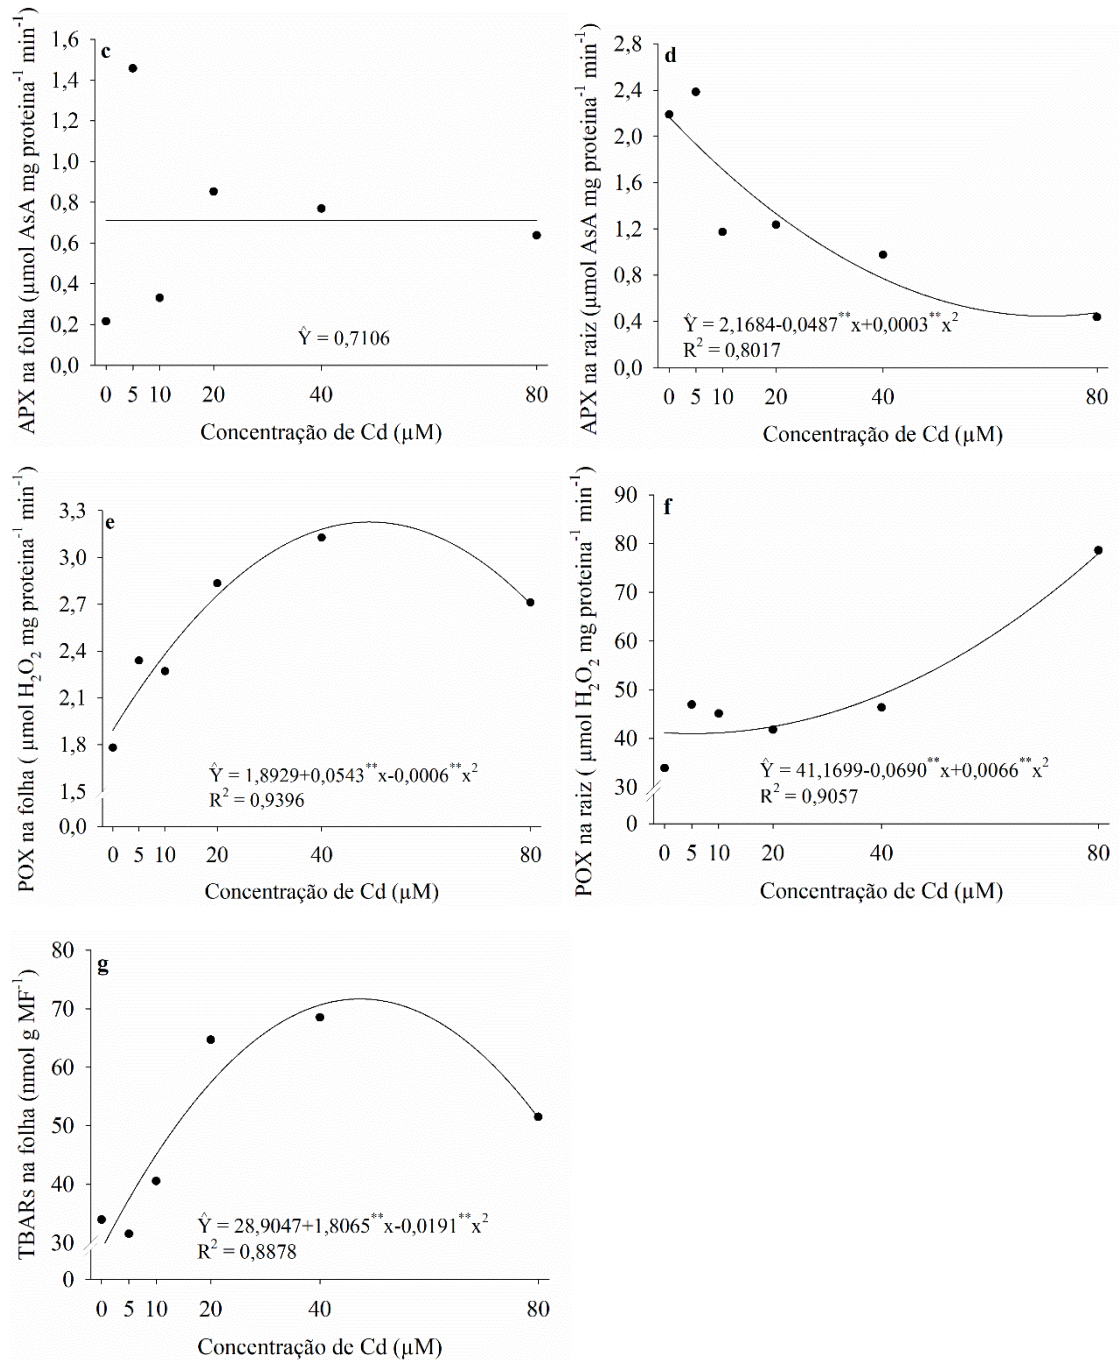 c
APX na folha (µmol AsA mg proteina⁻¹ min⁻¹)
1,6
1,4
1,2
1,0
0,8
0,6
0,4
0,2
0,0
Ŷ = 0,7106
0 5 10 20 40 80
Concentração de Cd (µM)
d
APX na raiz (µmol AsA mg proteina⁻¹ min⁻¹)
2,8
2,4
2,0
1,6
1,2
0,8
0,4
0,0
Ŷ = 2,1684-0,0487**x+0,0003**x²
R² = 0,8017
0 5 10 20 40 80
Concentração de Cd (µM)
e
POX na folha ( µmol H₂O₂ mg proteina⁻¹ min⁻¹)
3,3
3,0
2,7
2,4
2,1
1,8
1,5
0,0
Ŷ = 1,8929+0,0543**x-0,0006**x²
R² = 0,9396
0 5 10 20 40 80
Concentração de Cd (µM)
f
POX na raiz ( µmol H₂O₂ mg proteina⁻¹ min⁻¹)
90
80
70
60
50
40
30
0
Ŷ = 41,1699-0,0690**x+0,0066**x²
R² = 0,9057
0 5 10 20 40 80
Concentração de Cd (µM)
g
TBARs na folha (nmol g MF⁻¹)
80
70
60
50
40
30
0
Ŷ = 28,9047+1,8065**x-0,0191**x²
R² = 0,8878
0 5 10 20 40 80
Concentração de Cd (µM)